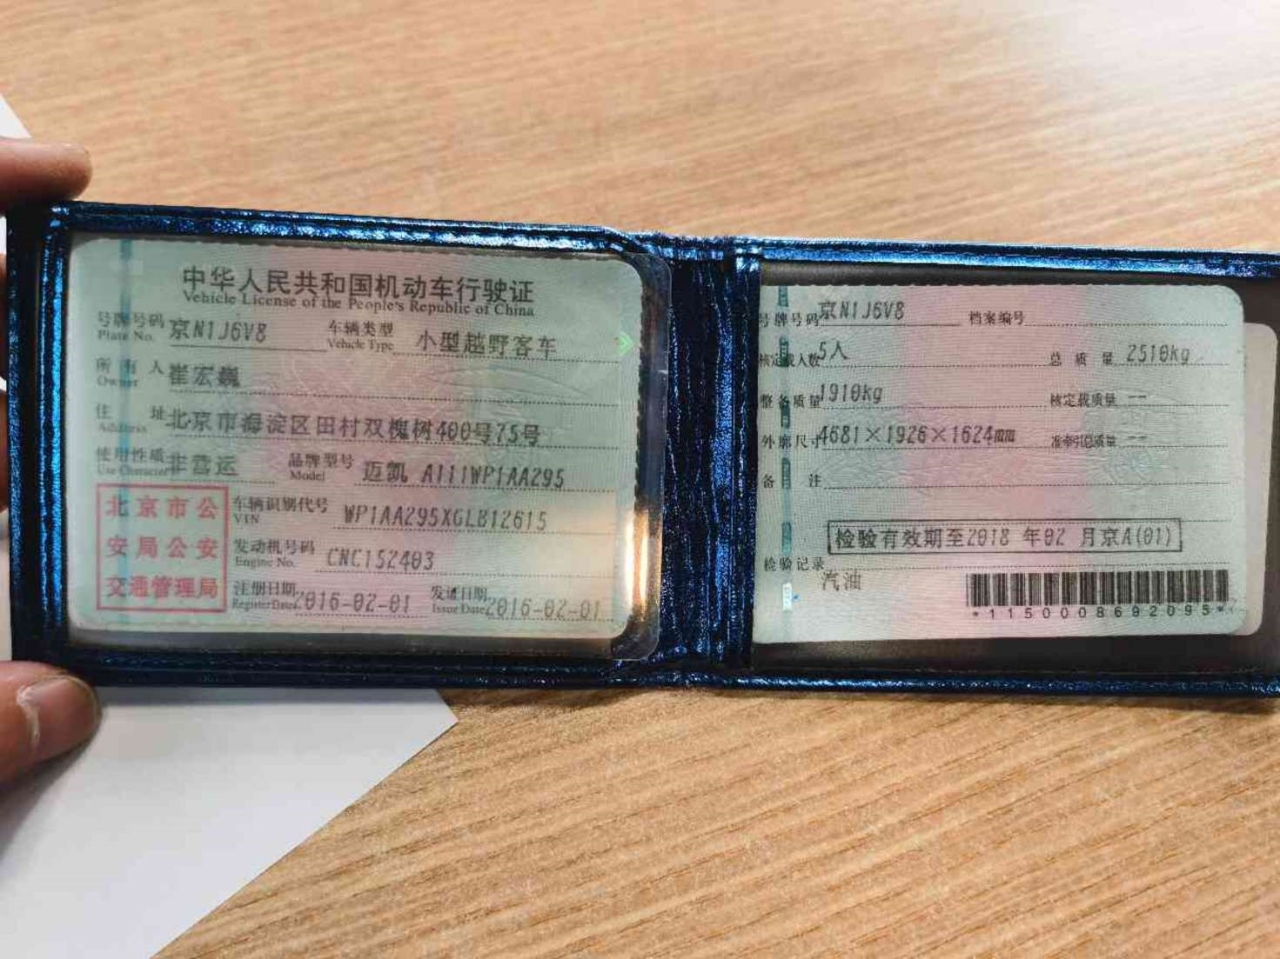 中华人民共和国机动车行驶证
Vehicle License of the People's Republic of China
号牌号码 京N1J6V8 车辆类型 小型越野客车
Plate No. Vehicle Type
所有人 崔宏巍
Owner
住址 北京市海淀区田村双槐树400号75号
Address
使用性质 非营运 品牌型号 迈凯 A111WP1AA295
Use Character Model
北京市公安局公安交通管理局
车辆识别代号 WP1AA295XGLB12615
VIN
发动机号码 CNC152403
Engine No.
注册日期 2016-02-01 发证日期 2016-02-01
Register Date Issue Date
号牌号码 京N1J6V8 档案编号
核定载人数 5人 总质量 2510kg
整备质量 1910kg 核定载质量 --
外廓尺寸 4681×1926×1624mm 准牵引总质量 --
备注
检验有效期至2018年02月京A(01)
检验记录
汽油
*1150008692095*